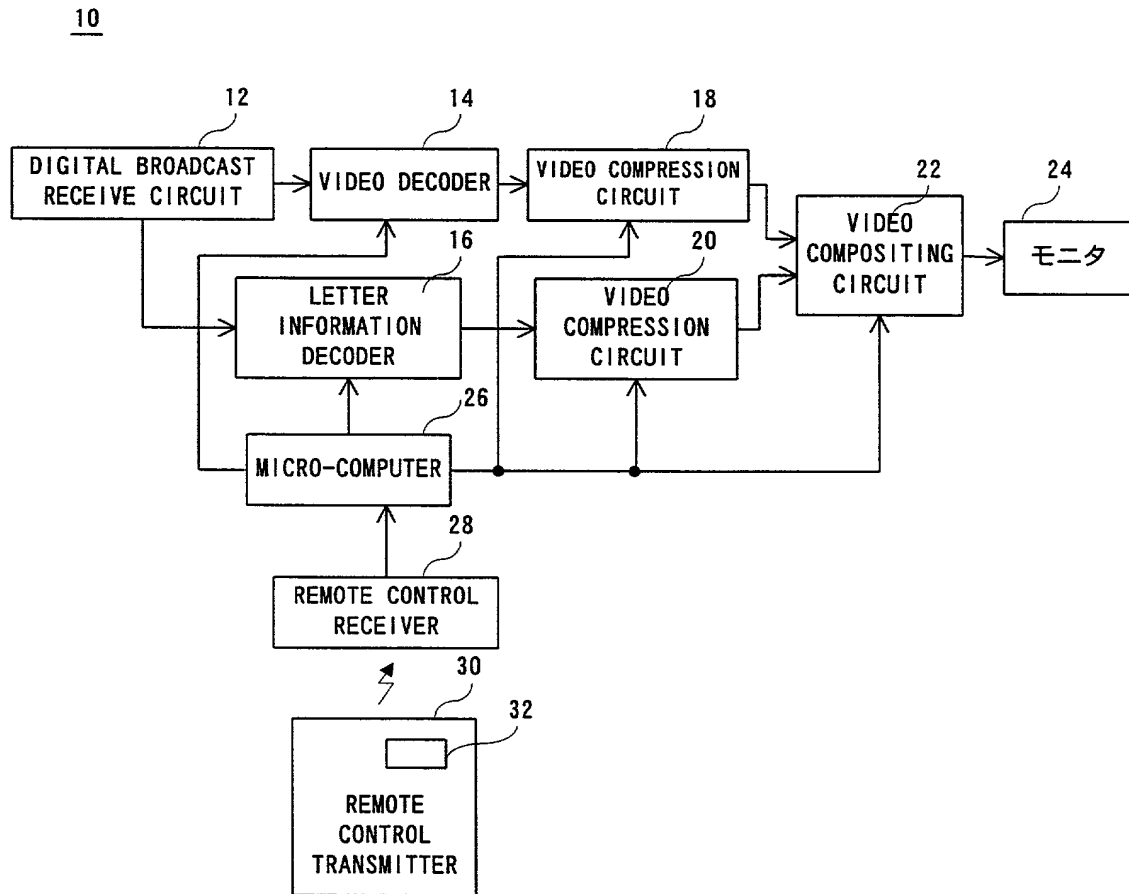 10
12
14
18
22
24
DIGITAL BROADCAST
RECEIVE CIRCUIT
VIDEO DECODER
VIDEO COMPRESSION
CIRCUIT
VIDEO
COMPOSITING
CIRCUIT
モニタ
16
20
LETTER
INFORMATION
DECODER
VIDEO
COMPRESSION
CIRCUIT
26
MICRO-COMPUTER
28
REMOTE CONTROL
RECEIVER
30
32
REMOTE
CONTROL
TRANSMITTER